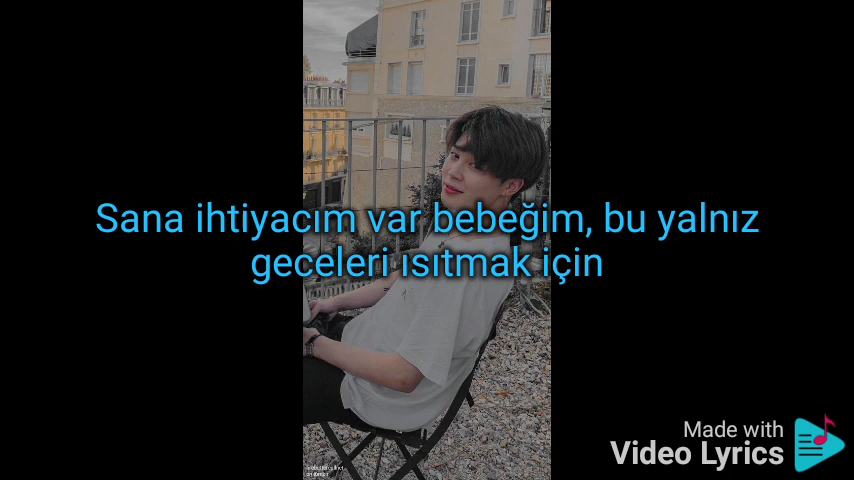 Sana ihtiyacım var bebeğim, bu yalnız
geceleri ısıtmak için
Made with
Video Lyrics